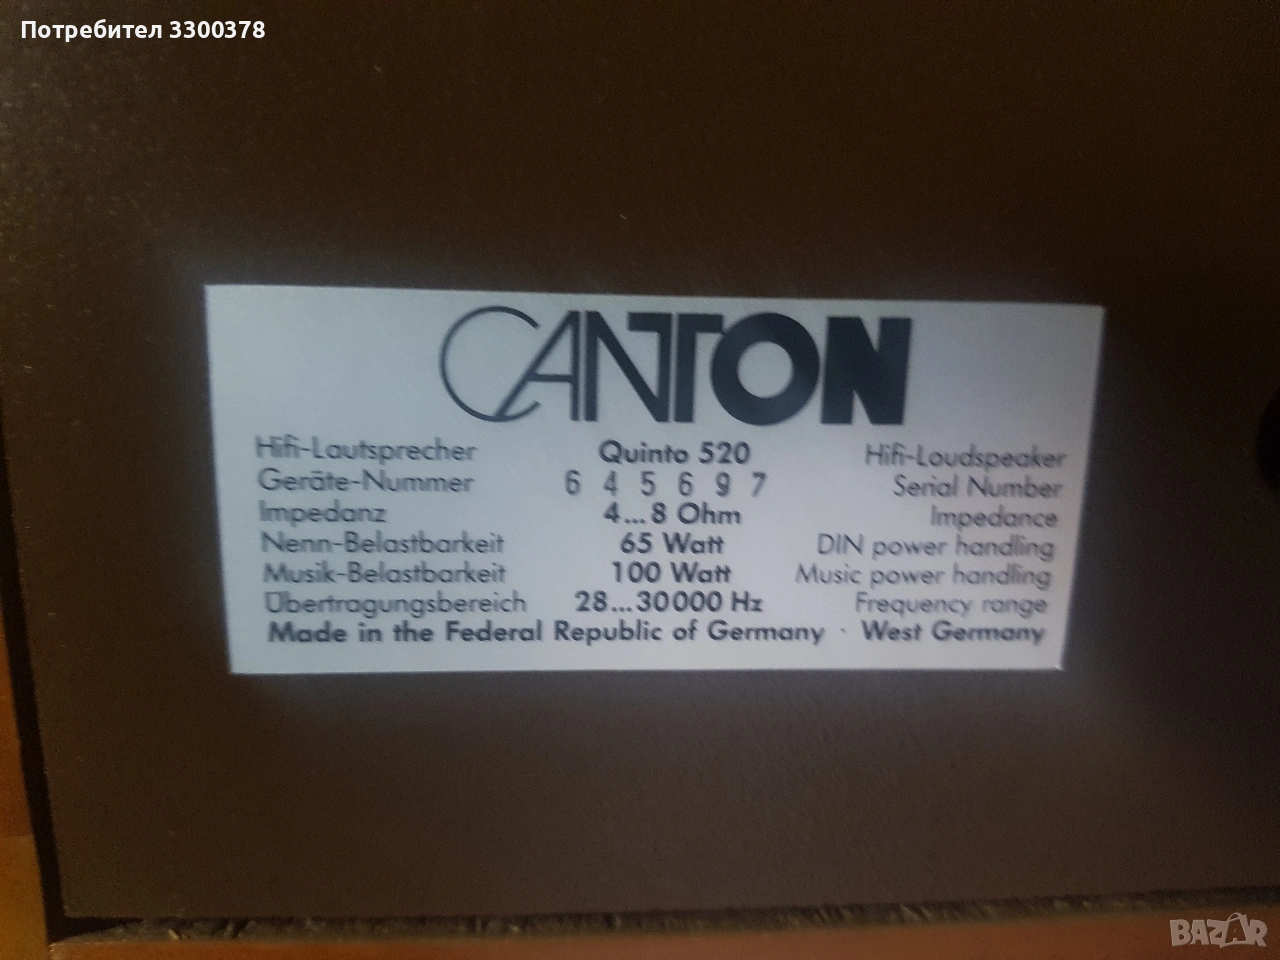 Потребител 3300378
CANTON
Hifi-Lautsprecher Quinto 520 Hifi-Loudspeaker
Geräte-Nummer 6 4 5 6 9 7 Serial Number
Impedanz 4...8 Ohm Impedance
Nenn-Belastbarkeit 65 Watt DIN power handling
Musik-Belastbarkeit 100 Watt Music power handling
Übertragungsbereich 28...30000 Hz Frequency range
Made in the Federal Republic of Germany · West Germany
BAZAR